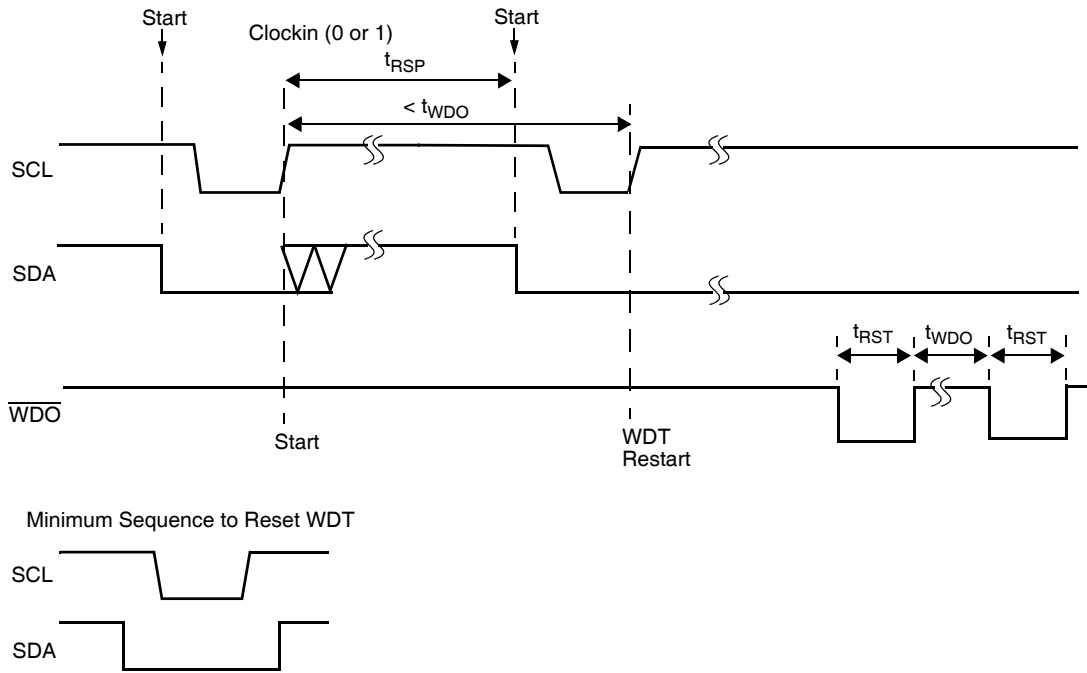 Start
Start
Clockin (0 or 1)
tRSP
< tWDO
SCL
SDA
tRST
tWDO
tRST
WDO
Start
WDT
Restart
Minimum Sequence to Reset WDT
SCL
SDA